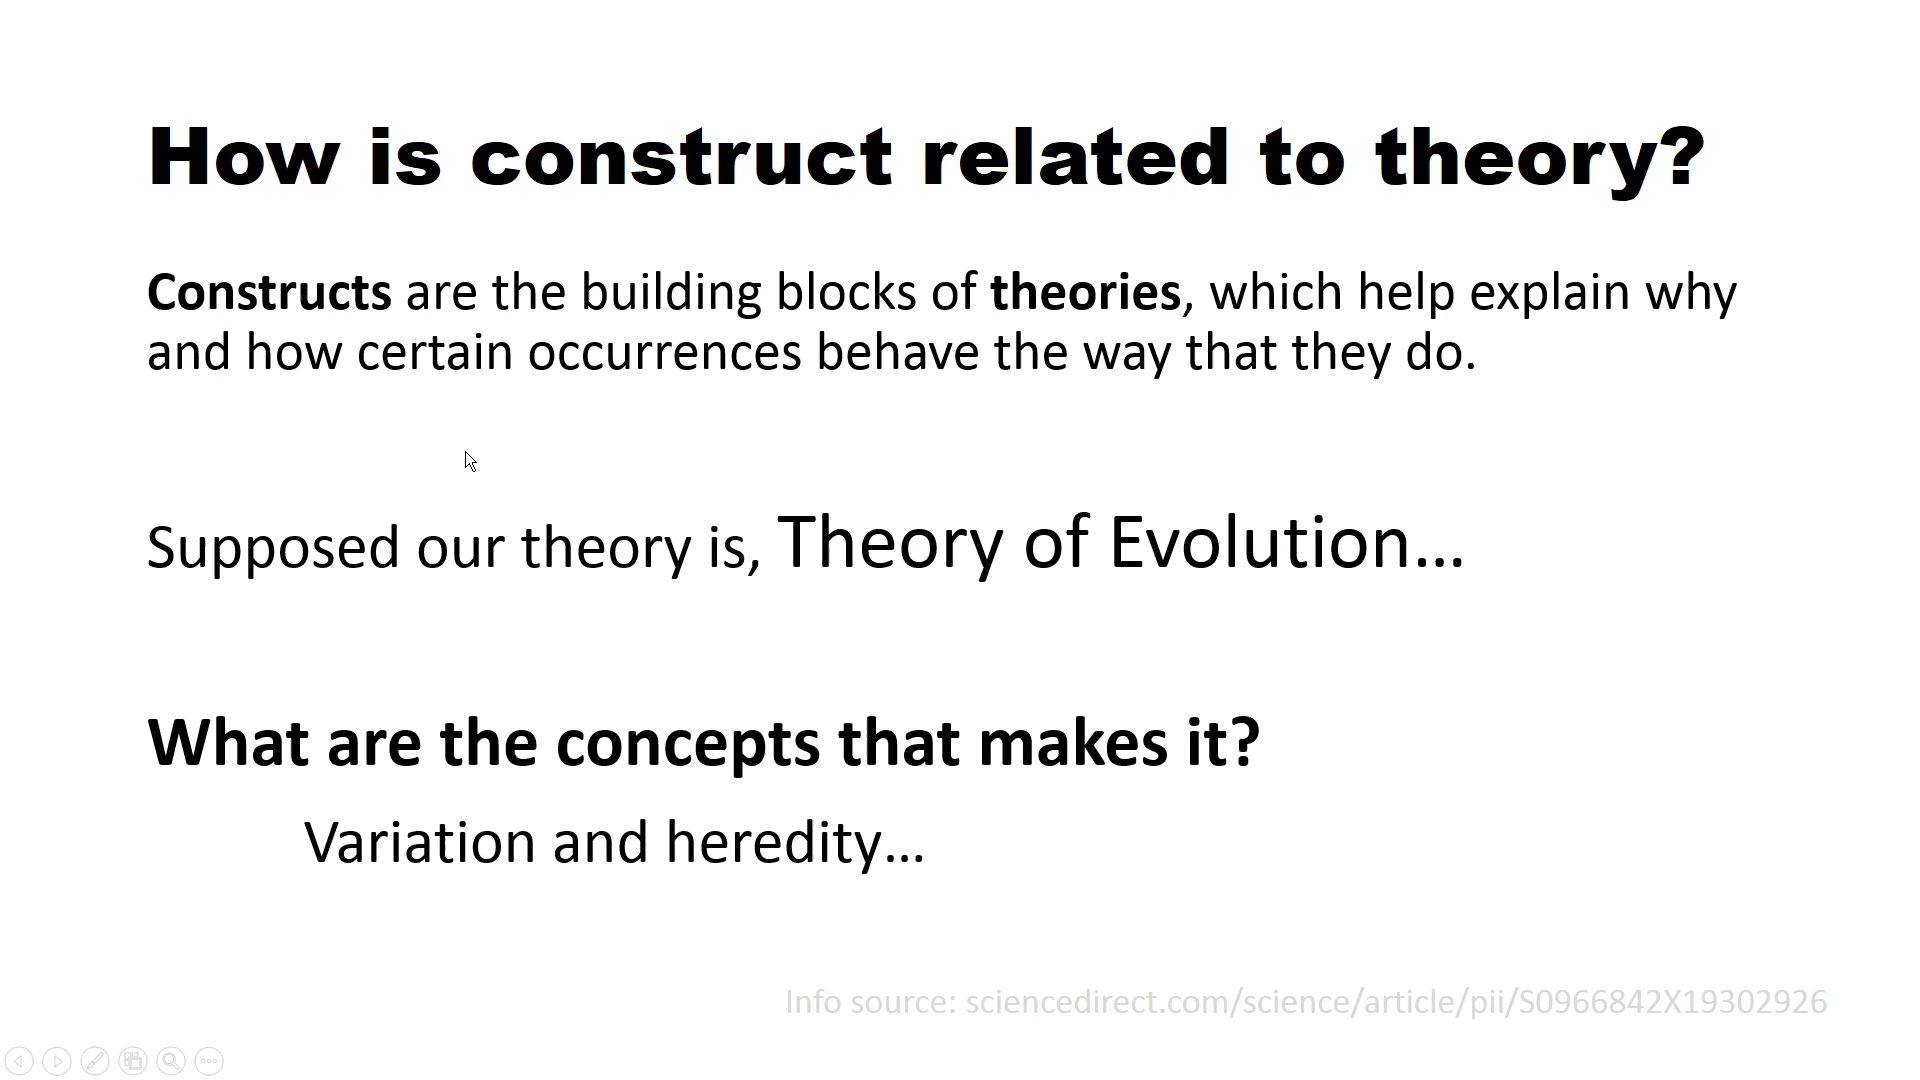 How is construct related to theory?
Constructs are the building blocks of theories, which help explain why
and how certain occurrences behave the way that they do.
Supposed our theory is, Theory of Evolution...
What are the concepts that makes it?
Variation and heredity...
Info source: sciencedirect.com/science/article/pii/S0966842X19302926